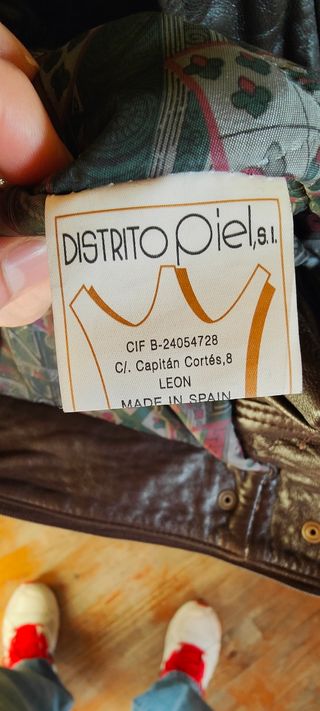 DISTRITO Piel, S.l.
CIF B-24054728
C/. Capitán Cortés,8
LEON
MADE IN SPAIN